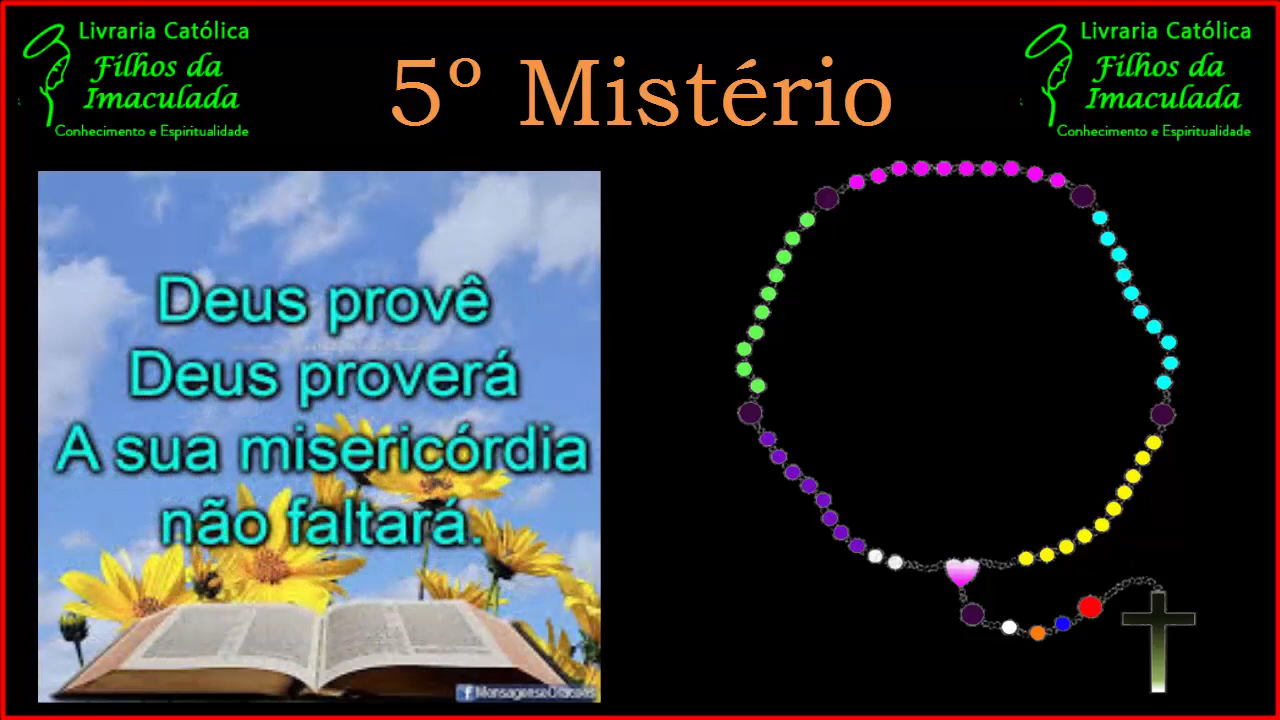 Livraria Católica
Filhos da
Imaculada
Conhecimento e Espiritualidade
5º Mistério
Livraria Católica
Filhos da
Imaculada
Conhecimento e Espiritualidade
Deus provê
Deus proverá
A sua misericórdia
não faltará.